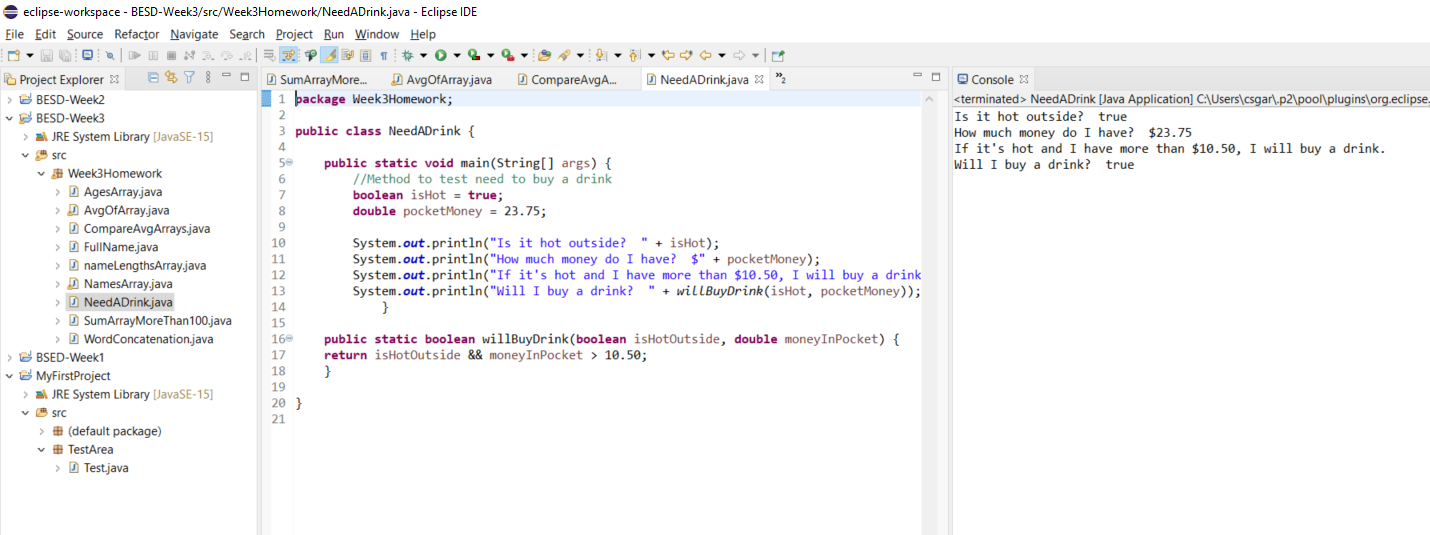 eclipse-workspace - BESD-Week3/src/Week3Homework/NeedADrink.java - Eclipse IDE
File Edit Source Refactor Navigate Search Project Run Window Help
Project Explorer
BESD-Week2
BESD-Week3
JRE System Library [JavaSE-15]
src
Week3Homework
AgesArray.java
AvgOfArray.java
CompareAvgArrays.java
FullName.java
nameLengthsArray.java
NamesArray.java
NeedADrink.java
SumArrayMoreThan100.java
WordConcatenation.java
BSED-Week1
MyFirstProject
JRE System Library [JavaSE-15]
src
(default package)
TestArea
Test.java
SumArrayMore... AvgOfArray.java CompareAvgA... NeedADrink.java »2
1 package Week3Homework;
2
3 public class NeedADrink {
4
5 public static void main(String[] args) {
6 //Method to test need to buy a drink
7 boolean isHot = true;
8 double pocketMoney = 23.75;
9
10 System.out.println("Is it hot outside?  " + isHot);
11 System.out.println("How much money do I have?  $" + pocketMoney);
12 System.out.println("If it's hot and I have more than $10.50, I will buy a drink
13 System.out.println("Will I buy a drink?  " + willBuyDrink(isHot, pocketMoney));
14 }
15
16 public static boolean willBuyDrink(boolean isHotOutside, double moneyInPocket) {
17 return isHotOutside && moneyInPocket > 10.50;
18 }
19
20 }
21
Console
<terminated> NeedADrink [Java Application] C:\Users\csgar\.p2\pool\plugins\org.eclipse.
Is it hot outside?  true
How much money do I have?  $23.75
If it's hot and I have more than $10.50, I will buy a drink.
Will I buy a drink?  true